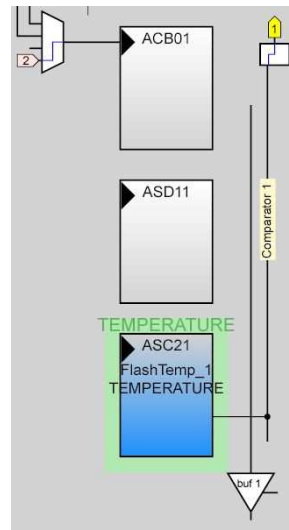 1
2
ACB01
ASD11
Comparator 1
TEMPERATURE
ASC21
FlashTemp_1
TEMPERATURE
buf 1